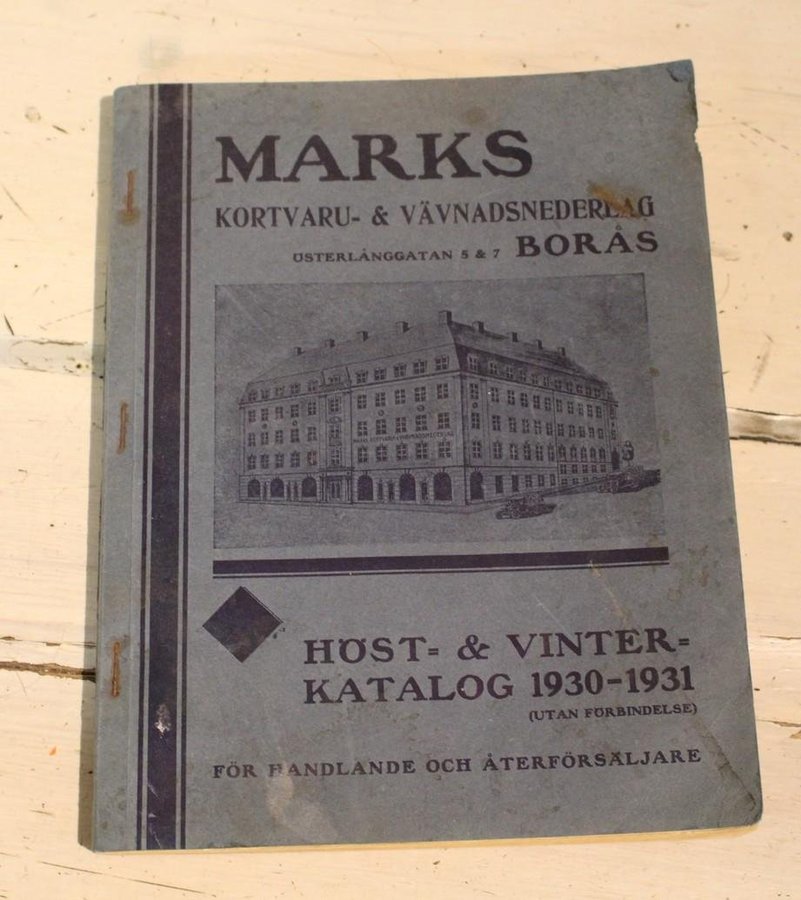 MARKS
KORTVARU- & VÄVNADSNEDERLAG
ÖSTERLÅNGGATAN 5 & 7 BORÅS
HÖST- & VINTER-
KATALOG 1930-1931
(UTAN FÖRBINDELSE)
FÖR HANDLANDE OCH ÅTERFÖRSÄLJARE